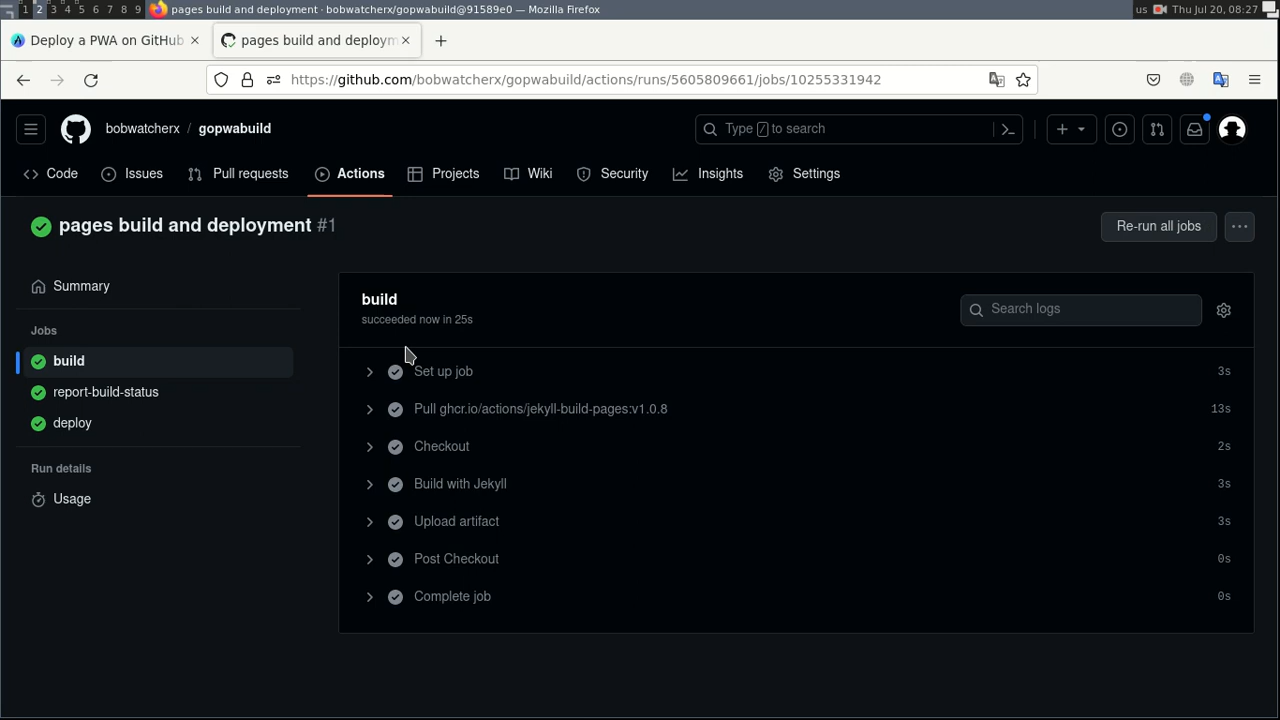 1 2 3 4 5 6 7 8 9 pages build and deployment · bobwatcherx/gopwabuild@91589e0 — Mozilla Firefox us Thu Jul 20, 08:27
Deploy a PWA on GitHub pages build and deploym
https://github.com/bobwatcherx/gopwabuild/actions/runs/5605809661/jobs/10255331942
bobwatcherx / gopwabuild Type / to search
Code Issues Pull requests Actions Projects Wiki Security Insights Settings
pages build and deployment #1 Re-run all jobs
Summary
Jobs
build
report-build-status
deploy
Run details
Usage
build
succeeded now in 25s
Search logs
Set up job 3s
Pull ghcr.io/actions/jekyll-build-pages:v1.0.8 13s
Checkout 2s
Build with Jekyll 3s
Upload artifact 3s
Post Checkout 0s
Complete job 0s